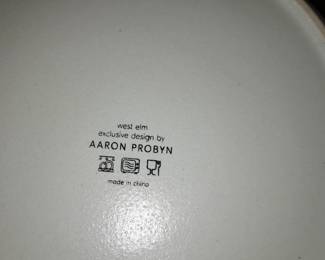 west elm
exclusive design by
AARON PROBYN
made in china